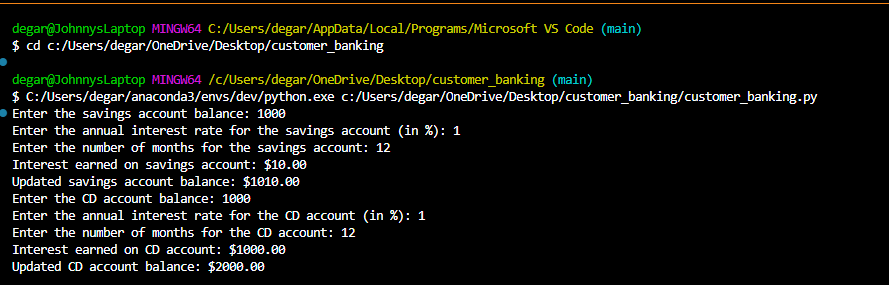 degar@JohnnysLaptop MINGW64 C:/Users/degar/AppData/Local/Programs/Microsoft VS Code (main)
$ cd c:/Users/degar/OneDrive/Desktop/customer_banking
degar@JohnnysLaptop MINGW64 /c/Users/degar/OneDrive/Desktop/customer_banking (main)
$ C:/Users/degar/anaconda3/envs/dev/python.exe c:/Users/degar/OneDrive/Desktop/customer_banking/customer_banking.py
Enter the savings account balance: 1000
Enter the annual interest rate for the savings account (in %): 1
Enter the number of months for the savings account: 12
Interest earned on savings account: $10.00
Updated savings account balance: $1010.00
Enter the CD account balance: 1000
Enter the annual interest rate for the CD account (in %): 1
Enter the number of months for the CD account: 12
Interest earned on CD account: $1000.00
Updated CD account balance: $2000.00